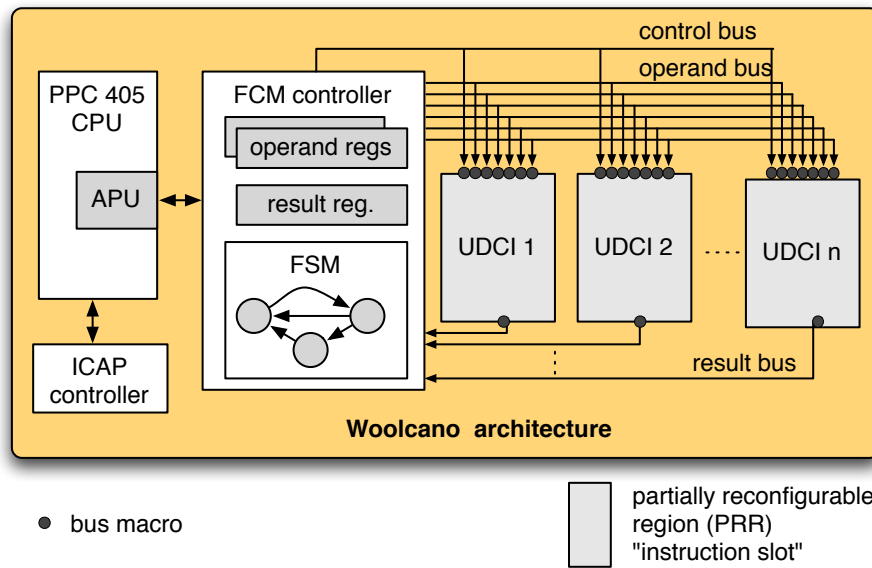 control bus
operand bus
PPC 405
CPU
APU
FCM controller
operand regs
result reg.
FSM
UDCI 1
UDCI 2
.....
UDCI n
ICAP
controller
result bus
Woolcano architecture
bus macro
partially reconfigurable
region (PRR)
"instruction slot"